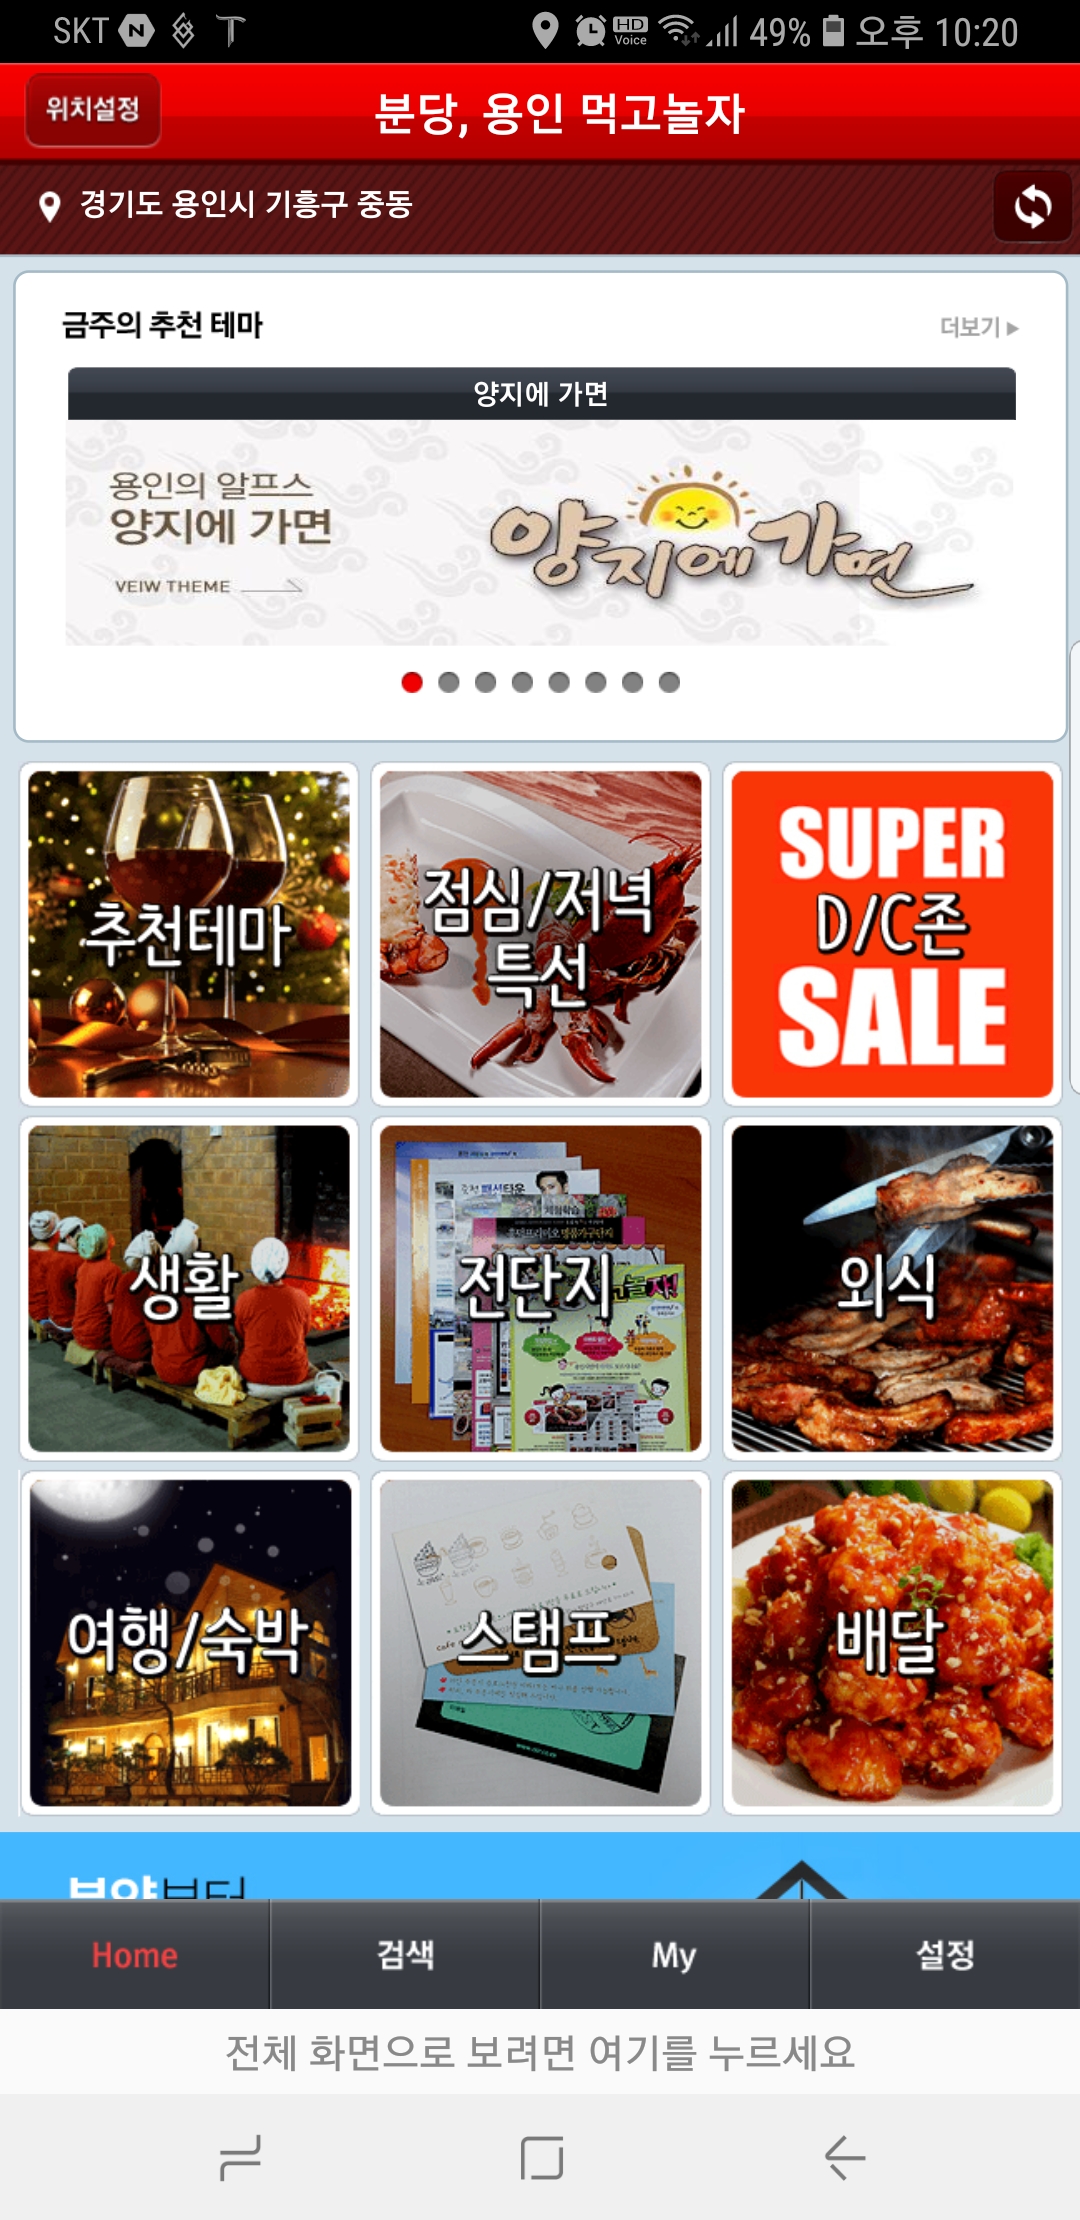 SKT N HD Voice 49% 오후 10:20
위치설정
분당, 용인 먹고놀자
경기도 용인시 기흥구 중동
금주의 추천 테마
더보기
양지에 가면
용인의 알프스
양지에 가면
VEIW THEME
양지에 가면
추천테마
점심/저녁
특선
SUPER
D/C존
SALE
생활
전단지
외식
여행/숙박
스탬프
배달
분양부터
Home
검색
My
설정
전체 화면으로 보려면 여기를 누르세요